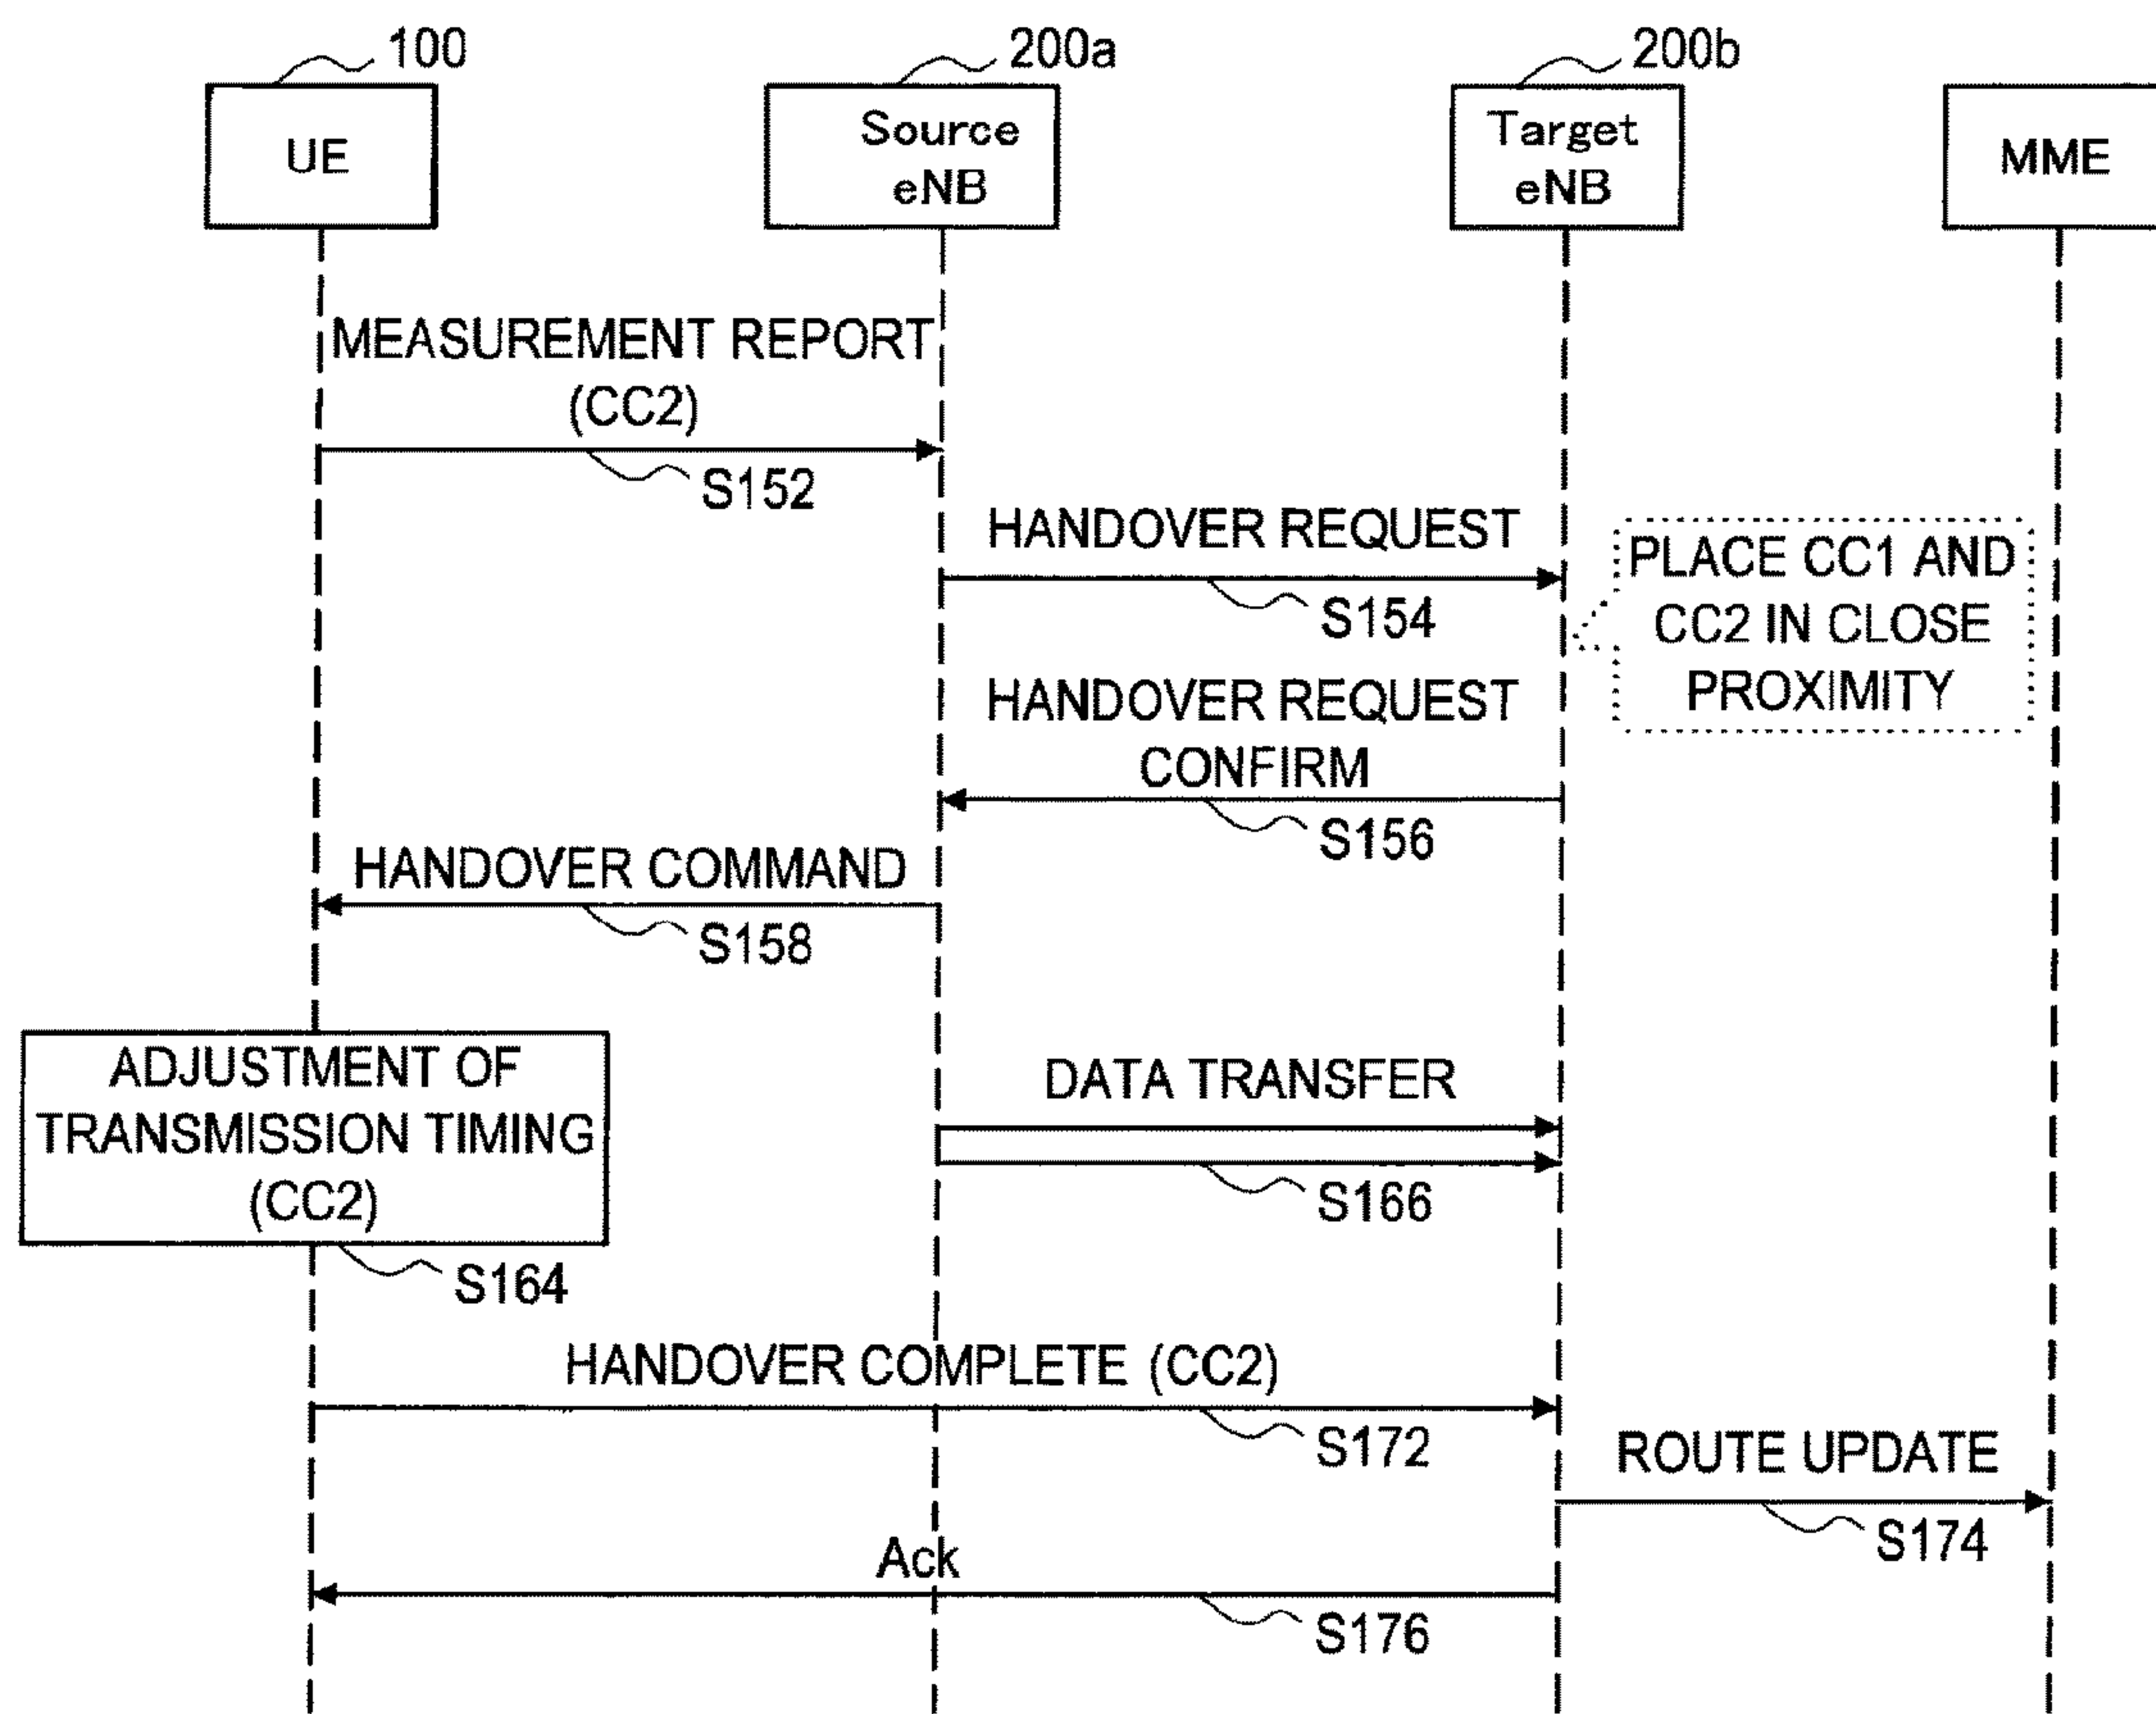 100
200a
200b
UE
Source
eNB
Target
eNB
MME
MEASUREMENT REPORT
(CC2)
S152
HANDOVER REQUEST
S154
PLACE CC1 AND
CC2 IN CLOSE
PROXIMITY
HANDOVER REQUEST
CONFIRM
S156
HANDOVER COMMAND
S158
ADJUSTMENT OF
TRANSMISSION TIMING
(CC2)
S164
DATA TRANSFER
S166
HANDOVER COMPLETE (CC2)
S172
ROUTE UPDATE
S174
Ack
S176